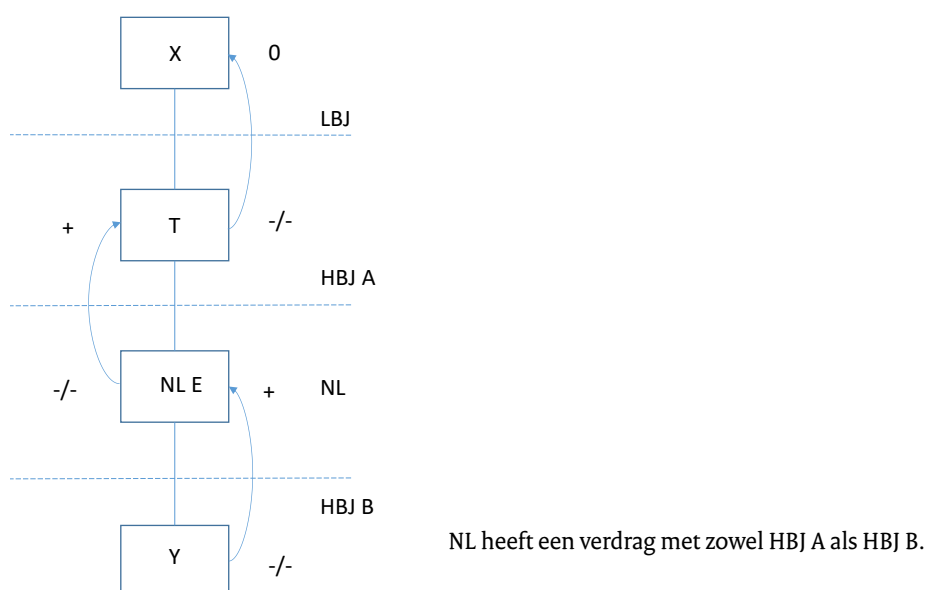 X 0
LBJ
+ T -/-
HBJ A
-/- NL E + NL
HBJ B
NL heeft een verdrag met zowel HBJ A als HBJ B.
Y -/-